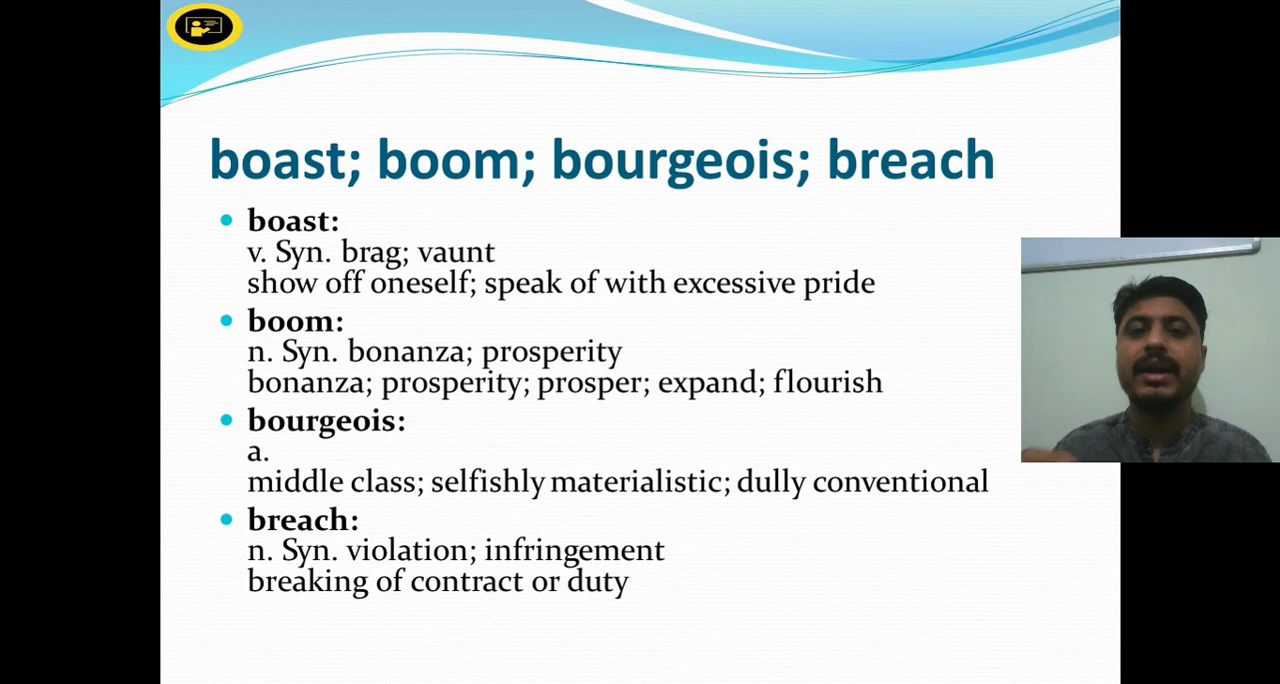 boast; boom; bourgeois; breach
boast:
v. Syn. brag; vaunt
show off oneself; speak of with excessive pride
boom:
n. Syn. bonanza; prosperity
bonanza; prosperity; prosper; expand; flourish
bourgeois:
a.
middle class; selfishly materialistic; dully conventional
breach:
n. Syn. violation; infringement
breaking of contract or duty